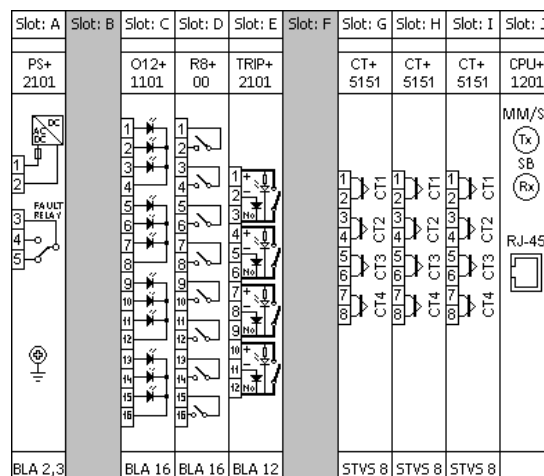 Slot: A Slot: B Slot: C Slot: D Slot: E Slot: F Slot: G Slot: H Slot: I Slot: J
PS+ O12+ R8+ TRIP+ CT+ CT+ CT+ CPU+
2101 1101 00 2101 5151 5151 5151 1201
AC DC
DC
1
2
FAULT
RELAY
3
4
5
1
2
3
4
5
6
7
8
9
10
11
12
13
14
15
16
1
2
3
4
5
6
7
8
9
10
11
12
13
14
15
16
1 +
2 -
3 No
4 +
5 -
6 No
7 +
8 -
9 No
10 +
11 -
12 No
1
2
CT1
3
4
CT2
5
6
CT3
7
8
CT4
1
2
CT1
3
4
CT2
5
6
CT3
7
8
CT4
1
2
CT1
3
4
CT2
5
6
CT3
7
8
CT4
MM/S
Tx
SB
Rx
RJ-45
BLA 2,3 BLA 16 BLA 16 BLA 12 STVS 8 STVS 8 STVS 8